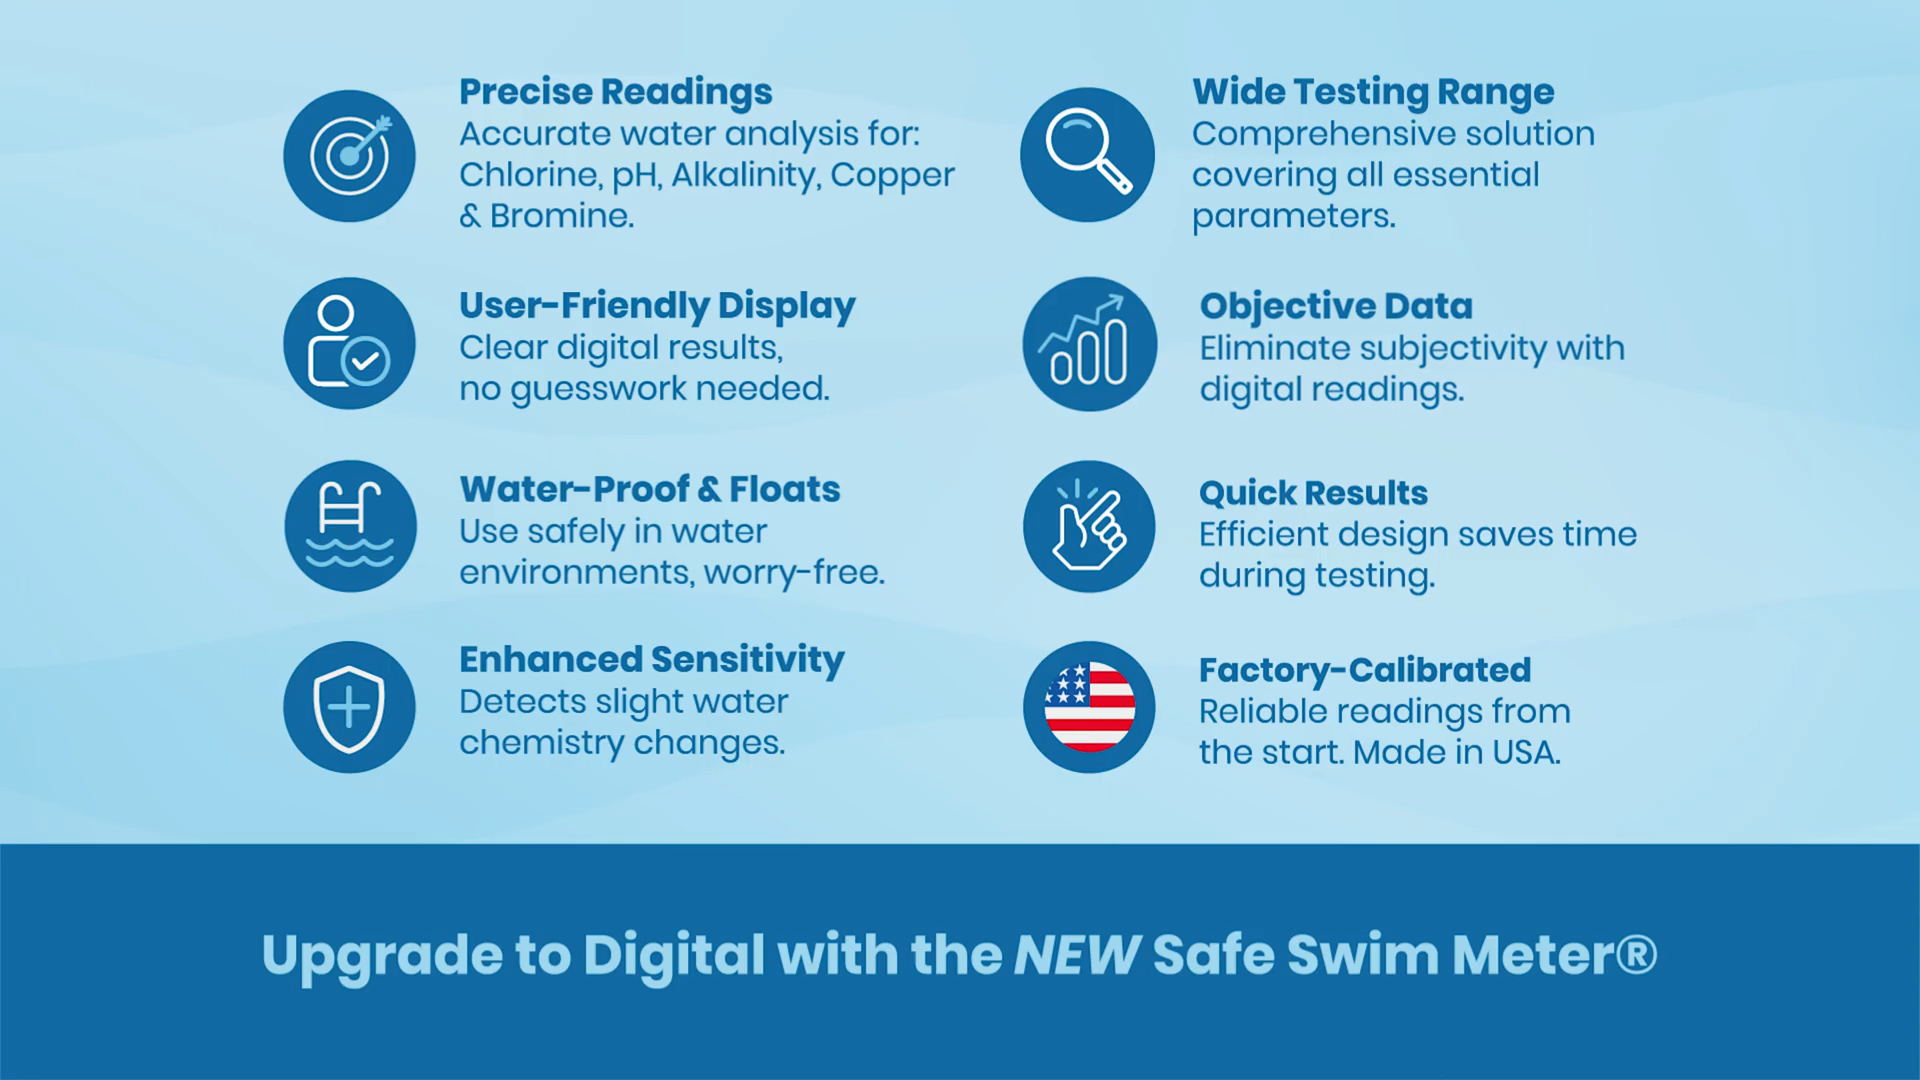 Precise Readings
Accurate water analysis for:
Chlorine, pH, Alkalinity, Copper
& Bromine.
Wide Testing Range
Comprehensive solution
covering all essential
parameters.
User-Friendly Display
Clear digital results,
no guesswork needed.
Objective Data
Eliminate subjectivity with
digital readings.
Water-Proof & Floats
Use safely in water
environments, worry-free.
Quick Results
Efficient design saves time
during testing.
Enhanced Sensitivity
Detects slight water
chemistry changes.
Factory-Calibrated
Reliable readings from
the start. Made in USA.
Upgrade to Digital with the NEW Safe Swim Meter®